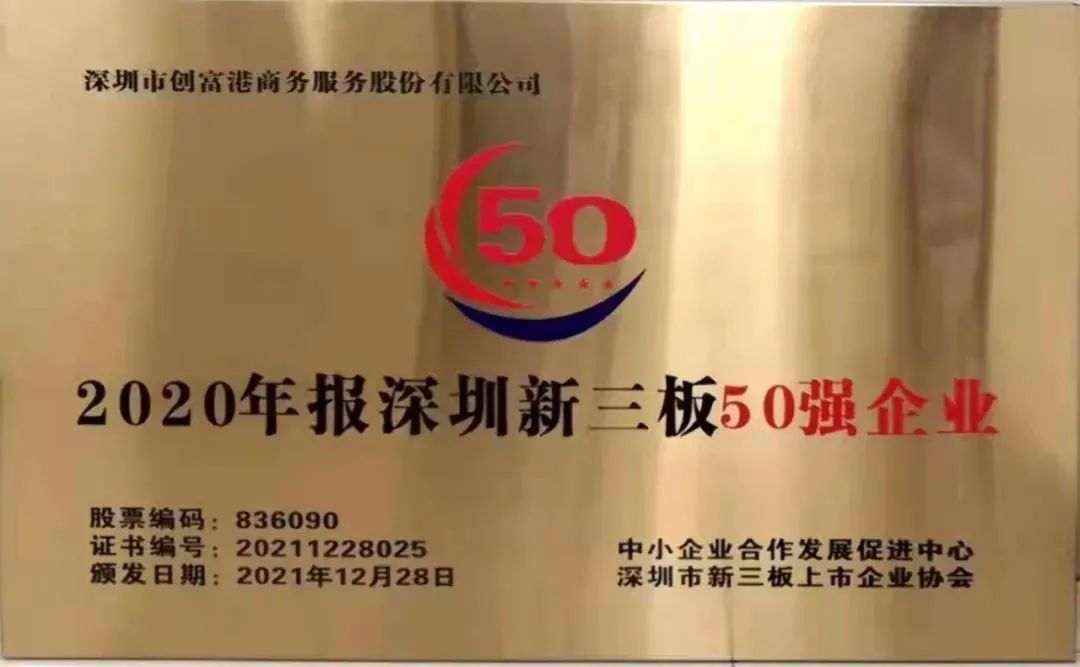 深圳市创富港商务服务股份有限公司
50
2020年报深圳新三板50强企业
股票编码：836090
证书编号：20211228025
颁发日期：2021年12月28日
中小企业合作发展促进中心
深圳市新三板上市企业协会